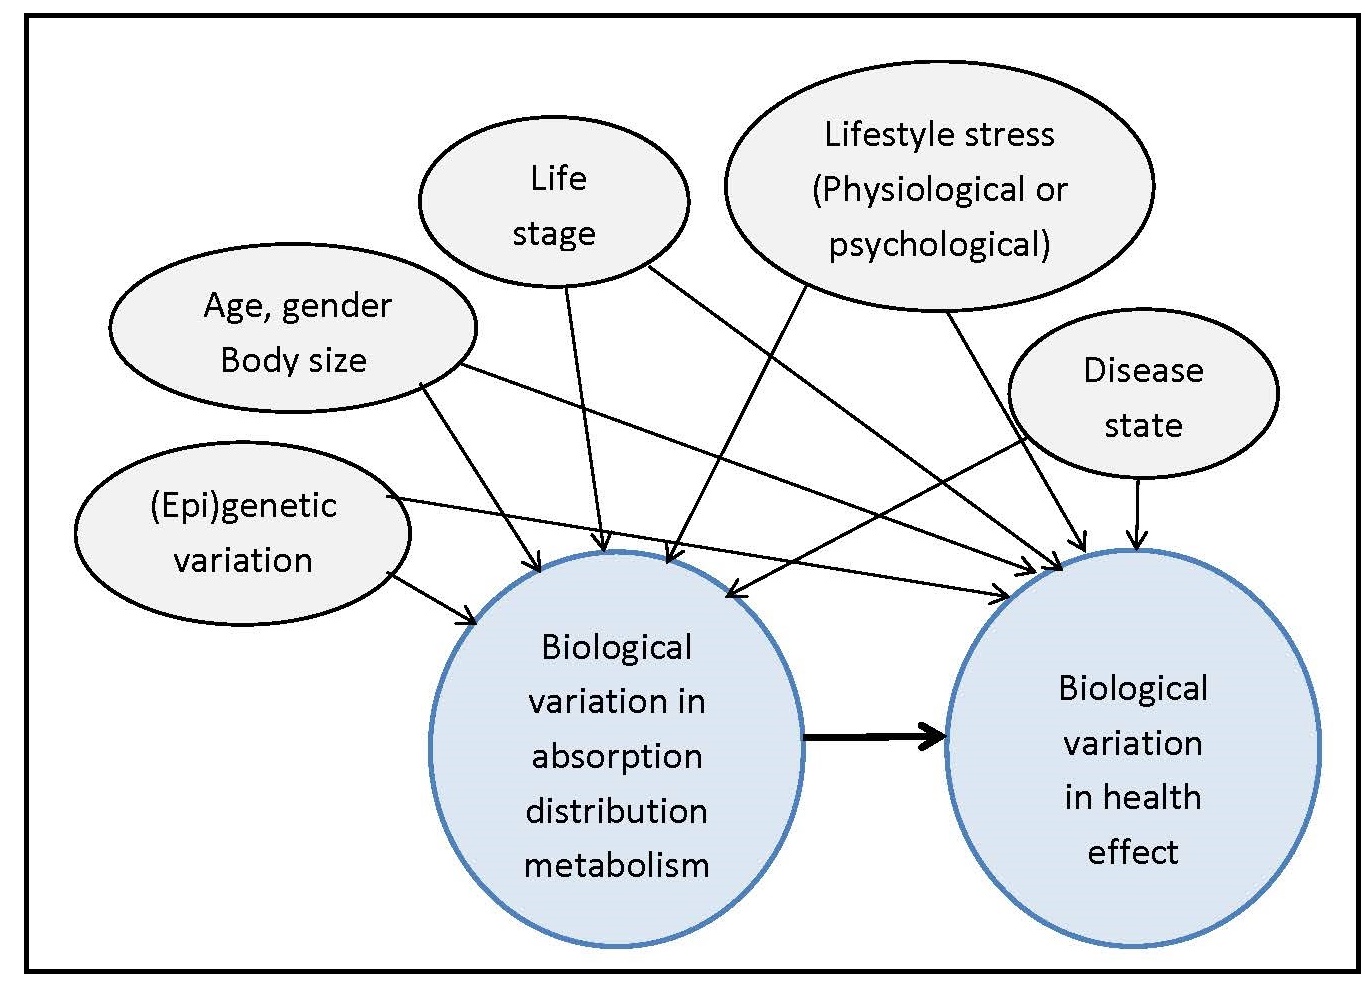 Lifestyle stress
(Physiological or
psychological)
Life
stage
Age, gender
Body size
Disease
state
(Epi)genetic
variation
Biological
variation in
absorption
distribution
metabolism
Biological
variation
in health
effect